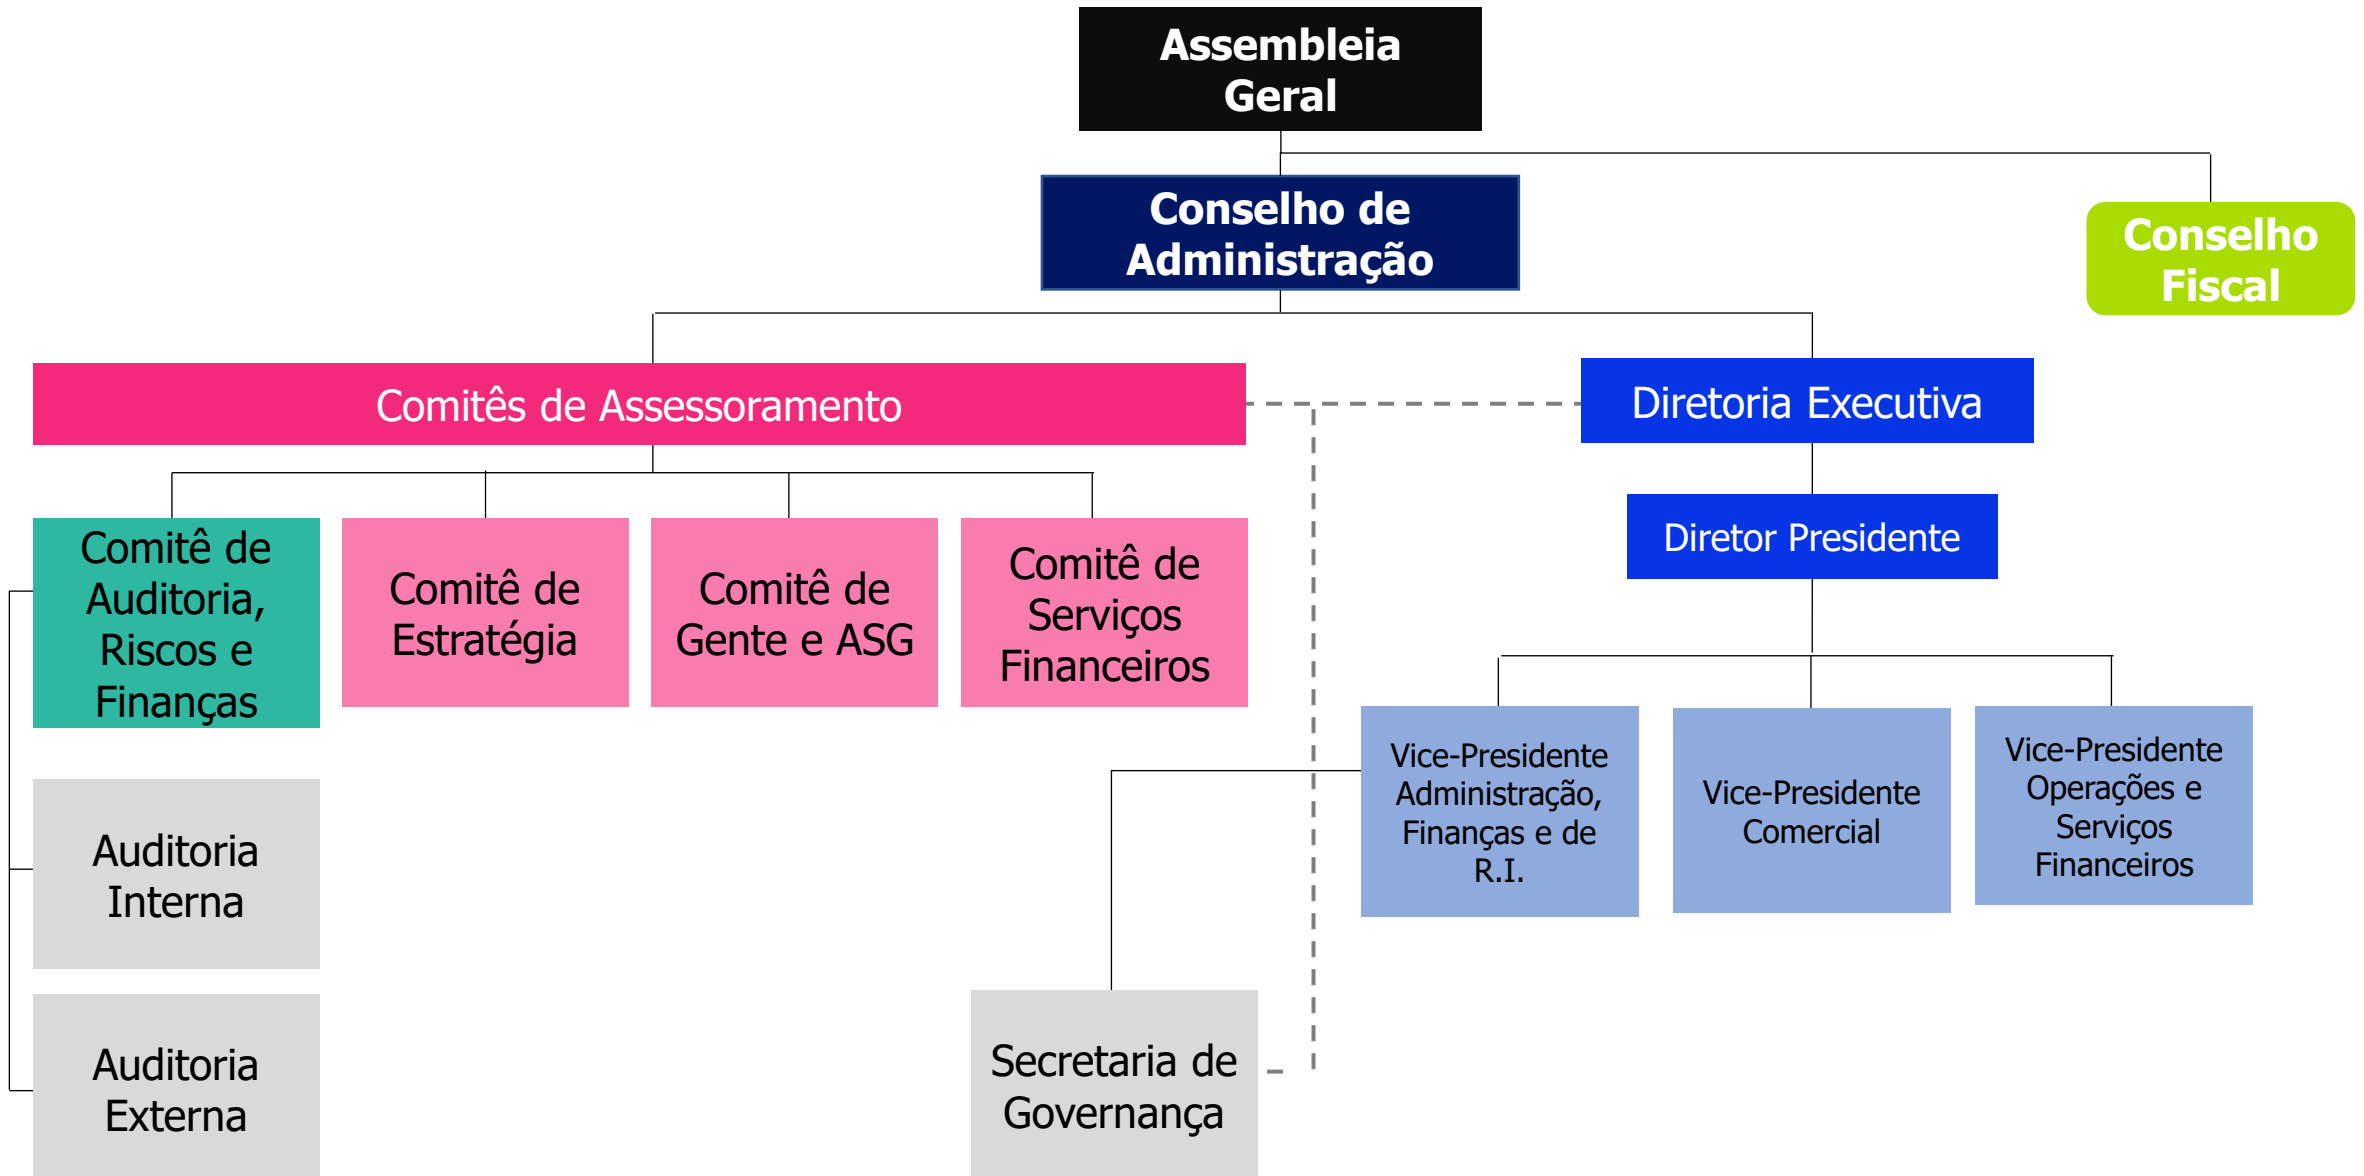 Assembleia
Geral
Conselho de
Administração
Conselho
Fiscal
Comitês de Assessoramento
Diretoria Executiva
Diretor Presidente
Comitê de
Auditoria,
Riscos e
Finanças
Comitê de
Estratégia
Comitê de
Gente e ASG
Comitê de
Serviços
Financeiros
Vice-Presidente
Administração,
Finanças e de
R.I.
Vice-Presidente
Comercial
Vice-Presidente
Operações e
Serviços
Financeiros
Auditoria
Interna
Auditoria
Externa
Secretaria de
Governança